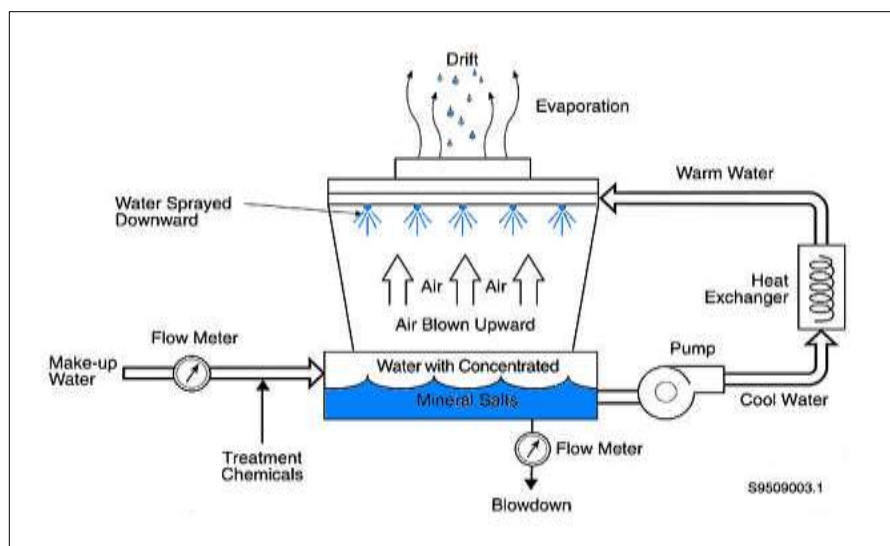 Drift
Evaporation
Warm Water
Water Sprayed
Downward
Air Air
Heat
Exchanger
Air Blown Upward
Flow Meter
Pump
Make-up
Water
Water with Concentrated
Mineral Salts
Cool Water
Treatment
Chemicals
Flow Meter
S9509003.1
Blowdown